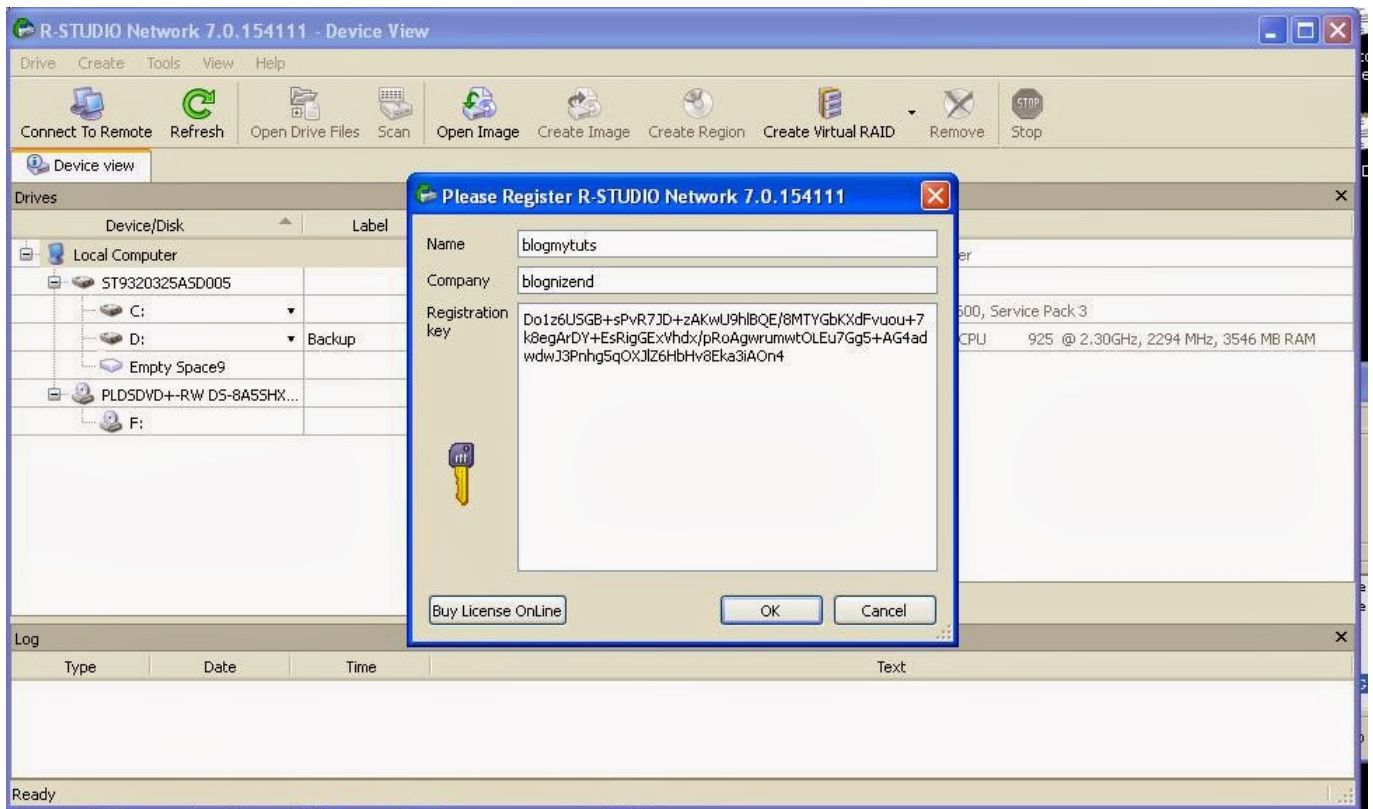 R-STUDIO Network 7.0.154111 - Device View
Drive Create Tools View Help
Connect To Remote Refresh Open Drive Files Scan Open Image Create Image Create Region Create Virtual RAID Remove Stop
STOP
Device view
Drives
Device/Disk Label
Local Computer
ST9320325ASD005
C:
D: Backup
Empty Space9
PLDSDVD+-RW DS-8A5SHX...
F:
Service Pack 3
CPU 925 @ 2.30GHz, 2294 MHz, 3546 MB RAM
Please Register R-STUDIO Network 7.0.154111
Name blogmytuts
Company blognizend
Registration
key
Buy License OnLine OK Cancel
Log
Type Date Time Text
Ready